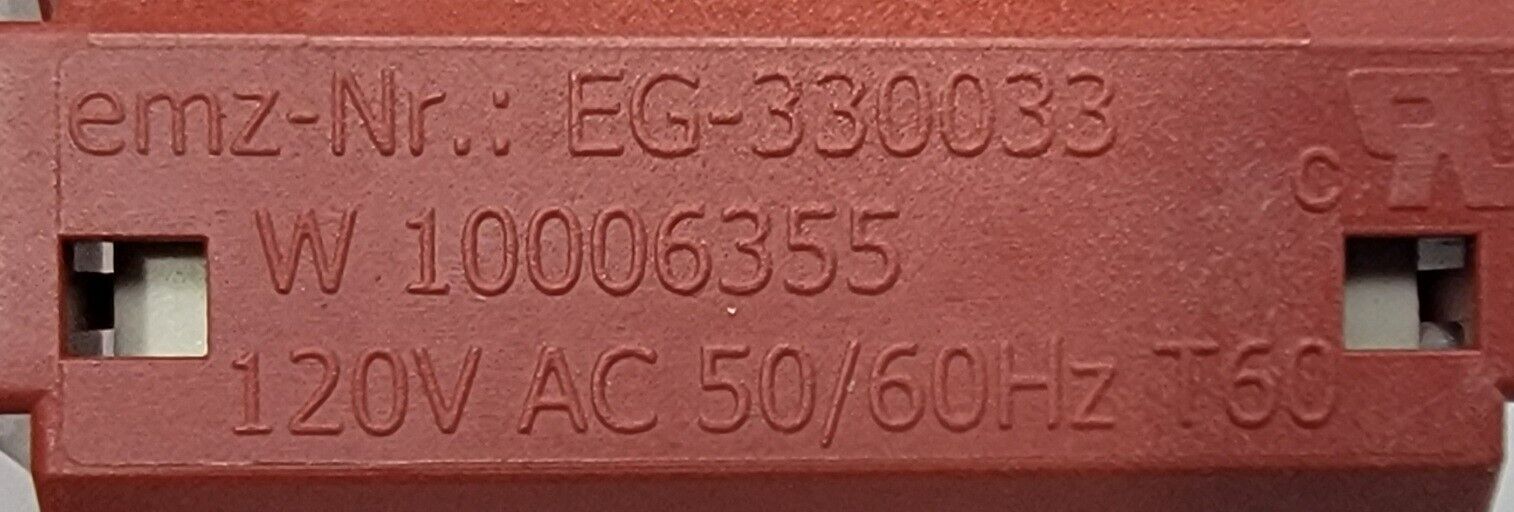 emz-Nr.: EG-330033
c
W 10006355
120V AC 50/60Hz T60